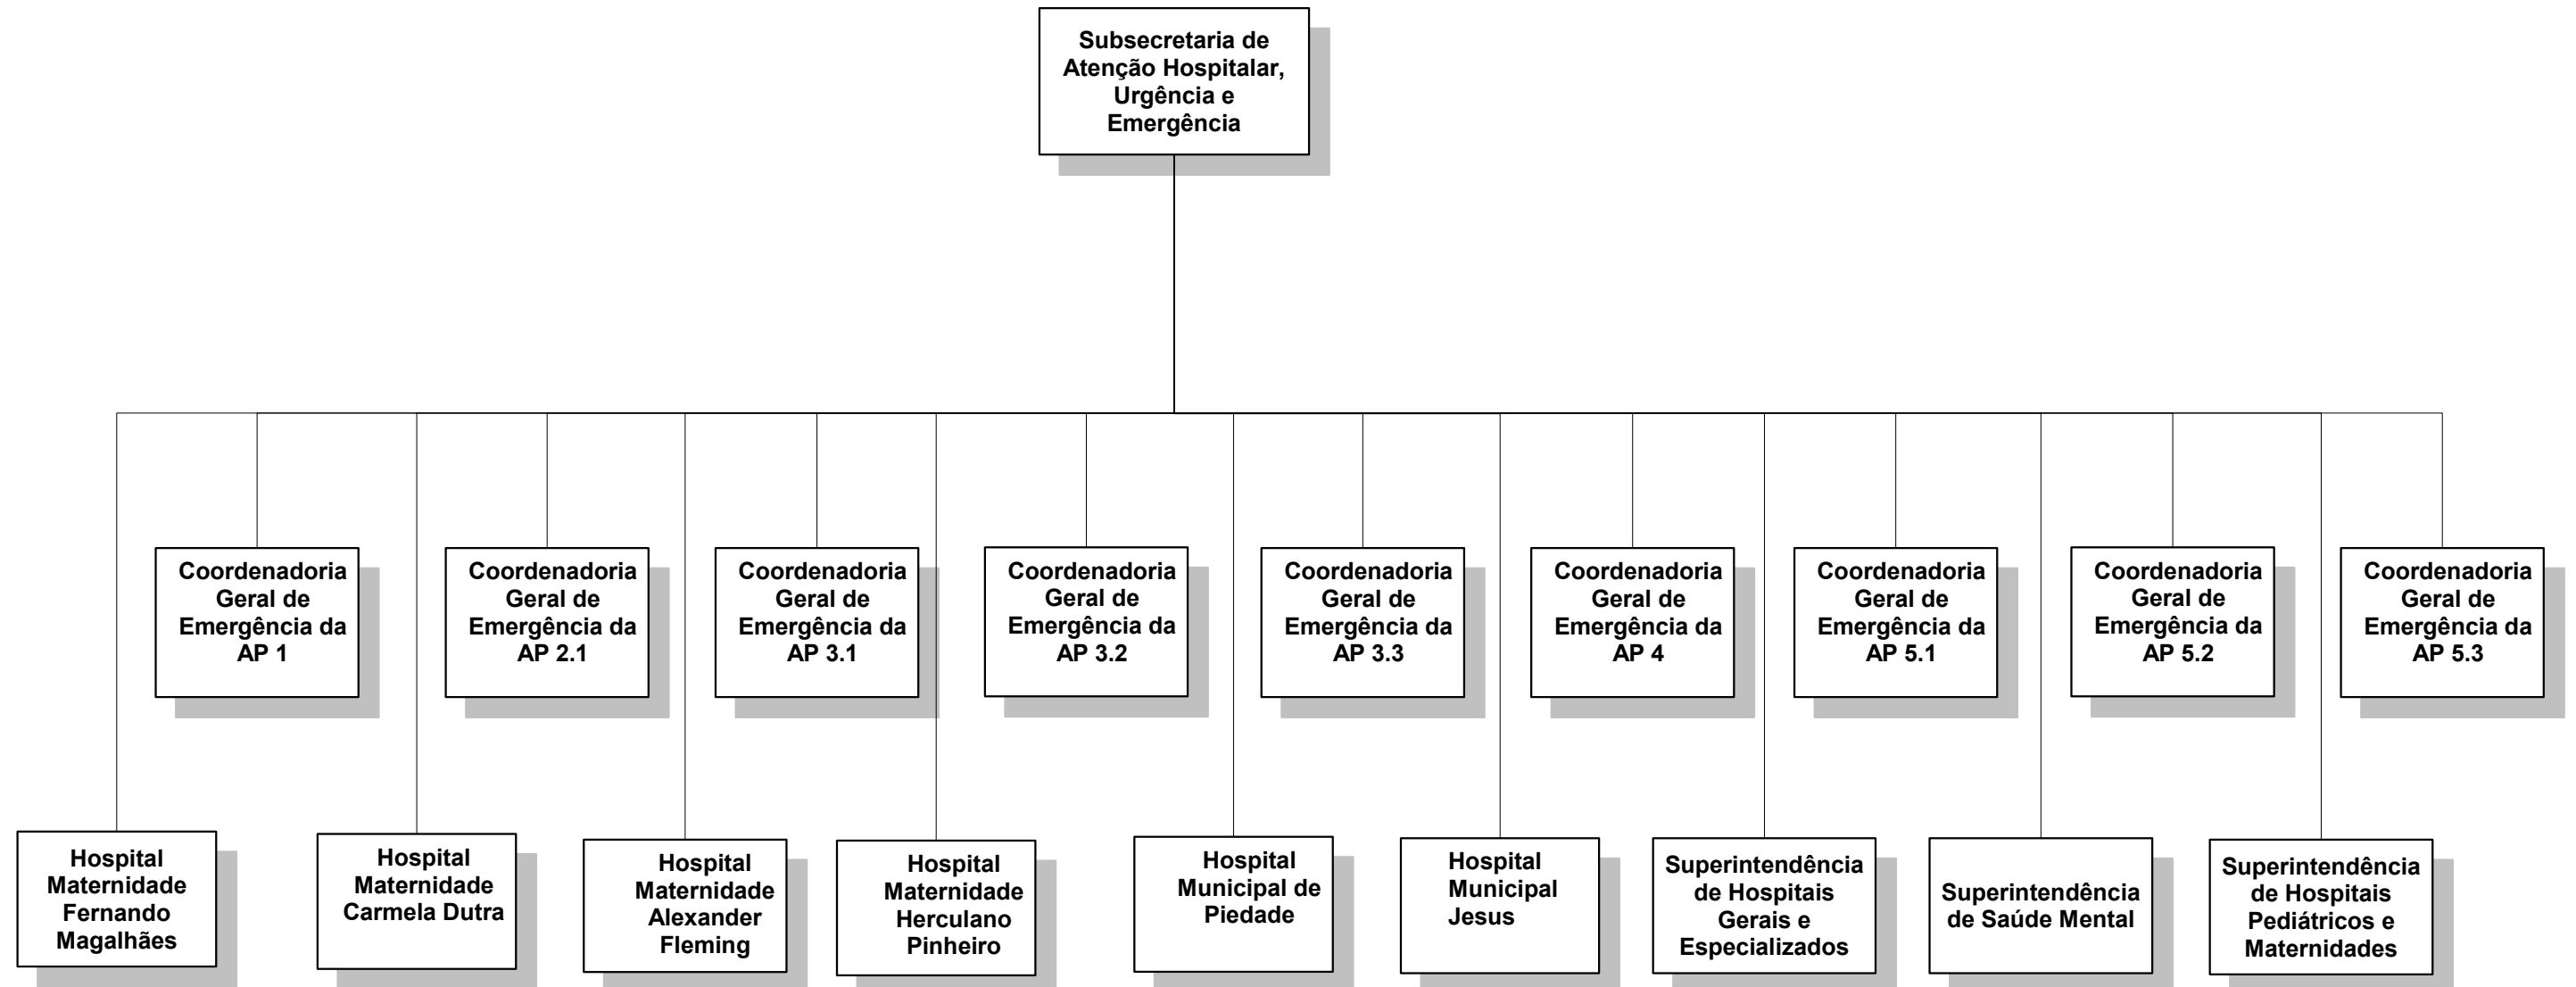 Subsecretaria de
Atenção Hospitalar,
Urgência e
Emergência
Coordenadoria
Geral de
Emergência da
AP 1
Coordenadoria
Geral de
Emergência da
AP 2.1
Coordenadoria
Geral de
Emergência da
AP 3.1
Coordenadoria
Geral de
Emergência da
AP 3.2
Coordenadoria
Geral de
Emergência da
AP 3.3
Coordenadoria
Geral de
Emergência da
AP 4
Coordenadoria
Geral de
Emergência da
AP 5.1
Coordenadoria
Geral de
Emergência da
AP 5.2
Coordenadoria
Geral de
Emergência da
AP 5.3
Hospital
Maternidade
Fernando
Magalhães
Hospital
Maternidade
Carmela Dutra
Hospital
Maternidade
Alexander
Fleming
Hospital
Maternidade
Herculano
Pinheiro
Hospital
Municipal de
Piedade
Hospital
Municipal
Jesus
Superintendência
de Hospitais
Gerais e
Especializados
Superintendência
de Saúde Mental
Superintendência
de Hospitais
Pediátricos e
Maternidades